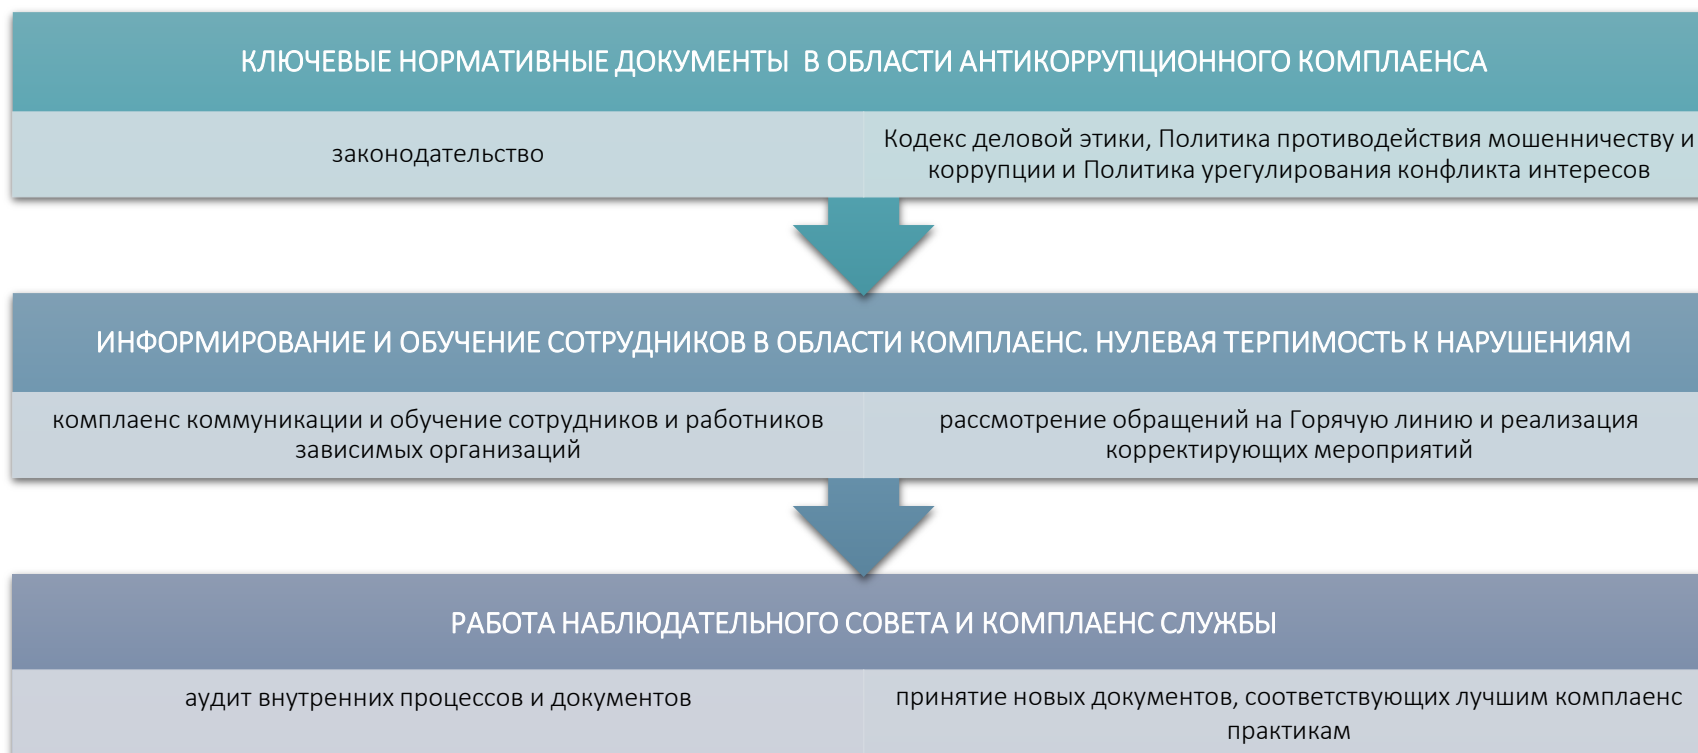 КЛЮЧЕВЫЕ НОРМАТИВНЫЕ ДОКУМЕНТЫ В ОБЛАСТИ АНТИКОРРУПЦИОННОГО КОМПЛАЕНСА
законодательство
Кодекс деловой этики, Политика противодействия мошенничеству и
коррупции и Политика урегулирования конфликта интересов
ИНФОРМИРОВАНИЕ И ОБУЧЕНИЕ СОТРУДНИКОВ В ОБЛАСТИ КОМПЛАЕНС. НУЛЕВАЯ ТЕРПИМОСТЬ К НАРУШЕНИЯМ
комплаенс коммуникации и обучение сотрудников и работников
зависимых организаций
рассмотрение обращений на Горячую линию и реализация
корректирующих мероприятий
РАБОТА НАБЛЮДАТЕЛЬНОГО СОВЕТА И КОМПЛАЕНС СЛУЖБЫ
аудит внутренних процессов и документов
принятие новых документов, соответствующих лучшим комплаенс
практикам